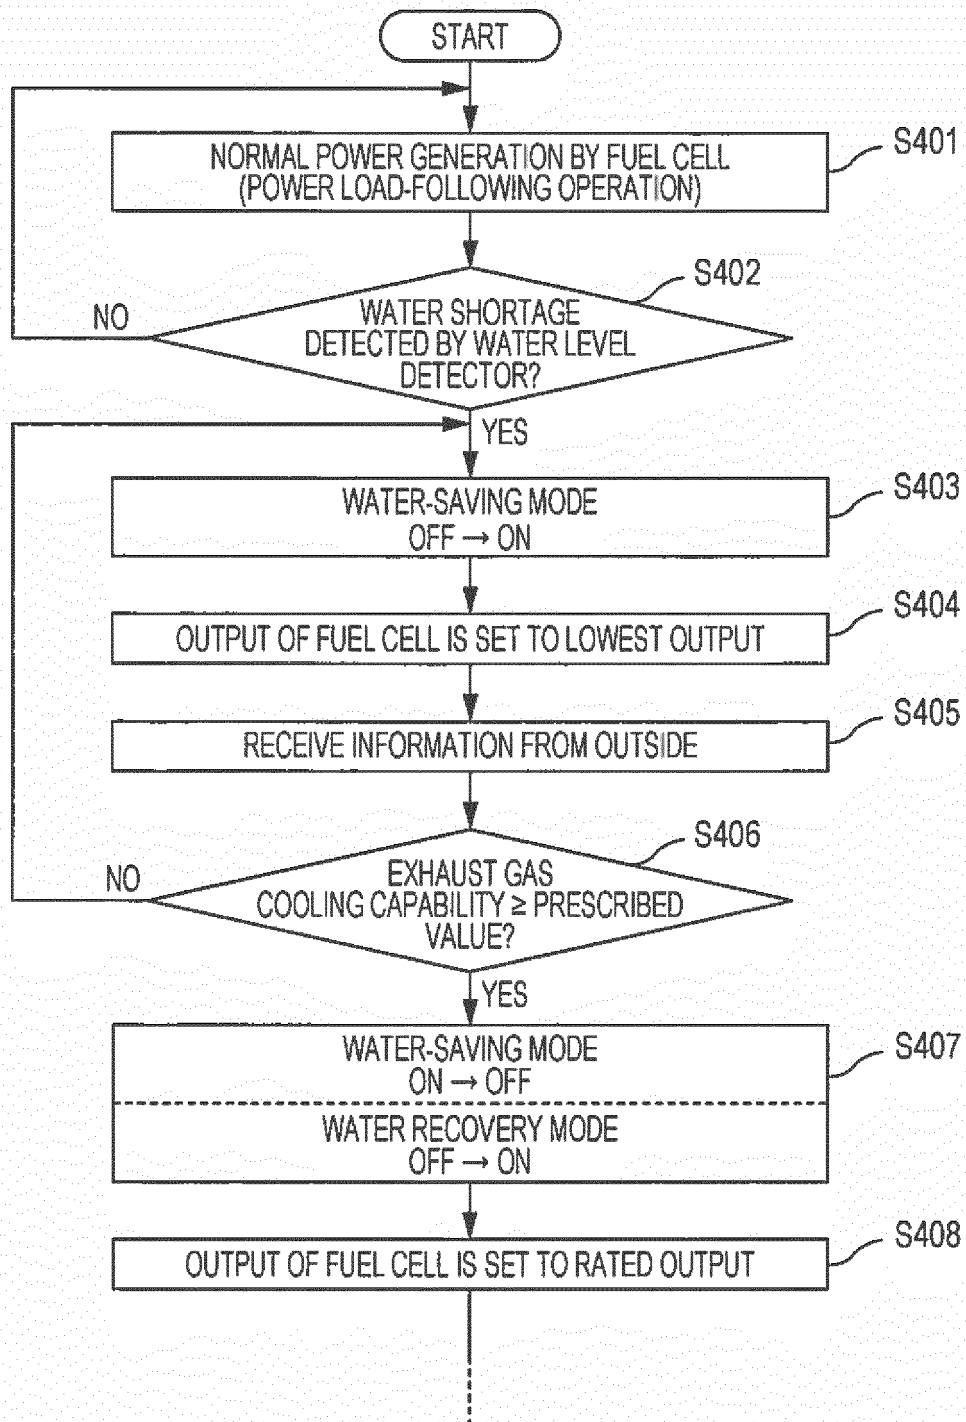 START
S401
NORMAL POWER GENERATION BY FUEL CELL
(POWER LOAD-FOLLOWING OPERATION)
S402
NO
WATER SHORTAGE
DETECTED BY WATER LEVEL
DETECTOR?
YES
S403
WATER-SAVING MODE
OFF → ON
S404
OUTPUT OF FUEL CELL IS SET TO LOWEST OUTPUT
S405
RECEIVE INFORMATION FROM OUTSIDE
S406
NO
EXHAUST GAS
COOLING CAPABILITY ≥ PRESCRIBED
VALUE?
YES
S407
WATER-SAVING MODE
ON → OFF
WATER RECOVERY MODE
OFF → ON
S408
OUTPUT OF FUEL CELL IS SET TO RATED OUTPUT